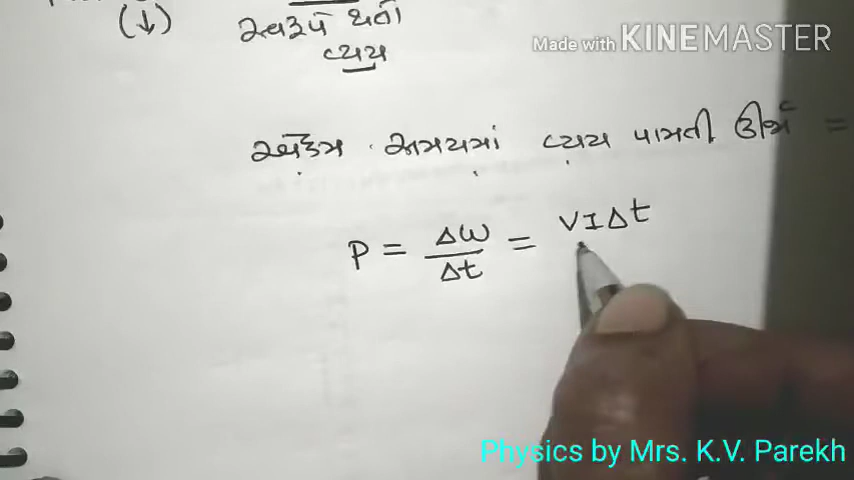 (↓) સ્વરૂપે થતો
વ્યય
Made with KINEMASTER
એકમ સમયમાં વ્યય પામતી ઊર્જા =
P = ΔW/Δt = VIΔt
Physics by Mrs. K.V. Parekh